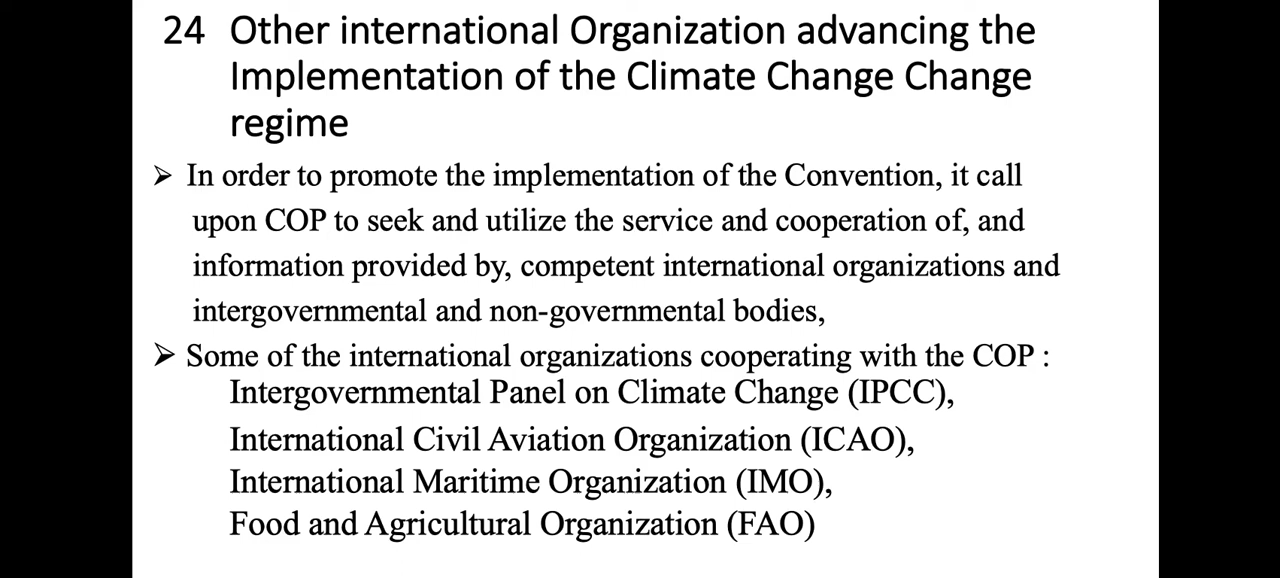 24 Other international Organization advancing the
Implementation of the Climate Change Change
regime
➢ In order to promote the implementation of the Convention, it call
upon COP to seek and utilize the service and cooperation of, and
information provided by, competent international organizations and
intergovernmental and non-governmental bodies,
➢ Some of the international organizations cooperating with the COP :
Intergovernmental Panel on Climate Change (IPCC),
International Civil Aviation Organization (ICAO),
International Maritime Organization (IMO),
Food and Agricultural Organization (FAO)